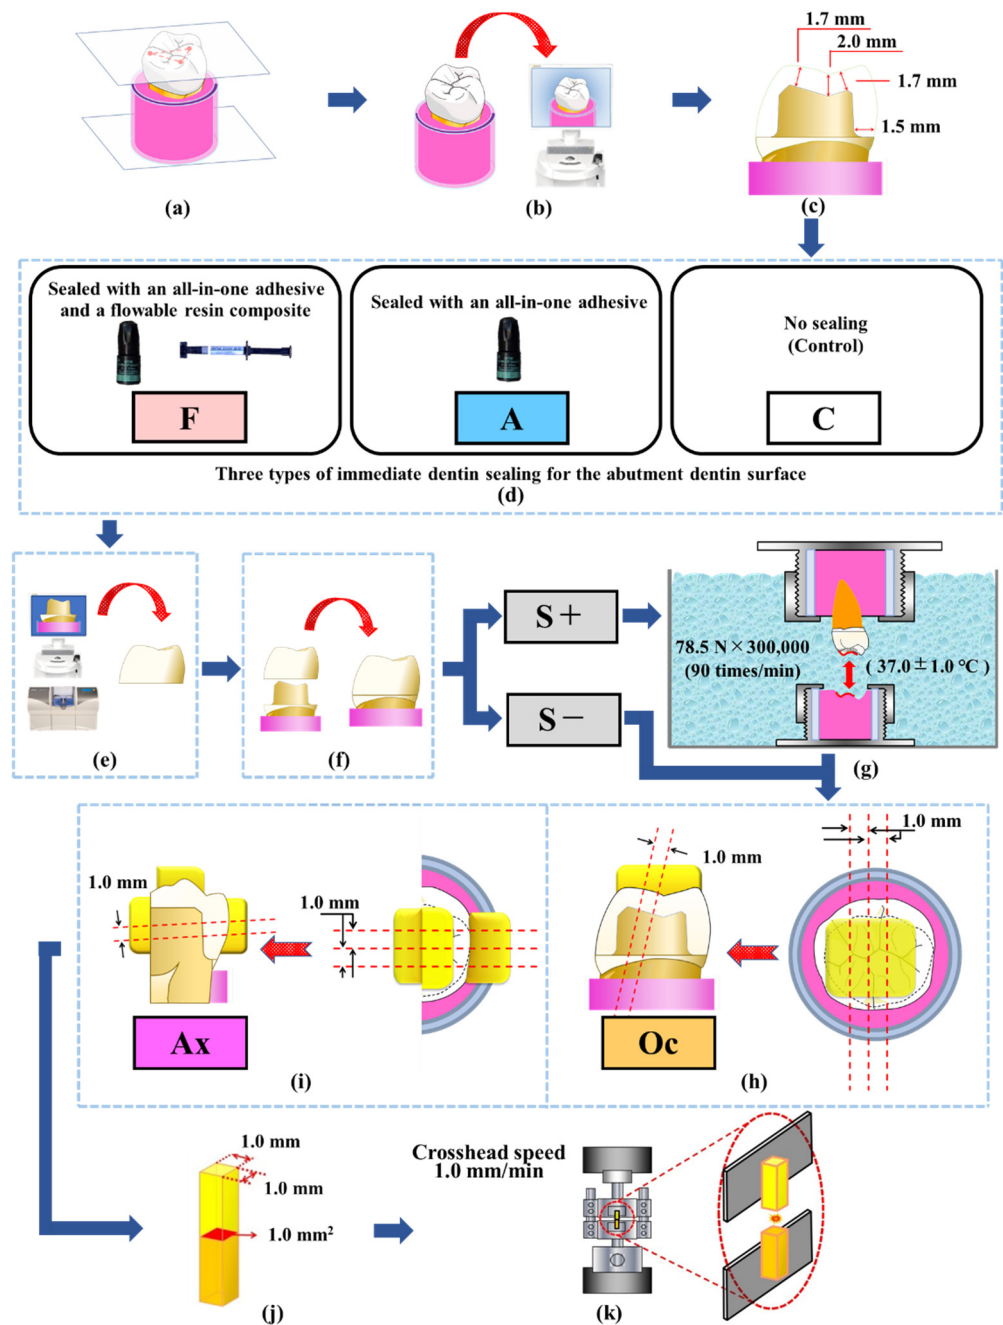 1.7 mm
2.0 mm
1.7 mm
1.5 mm
(a)
(b)
(c)
Sealed with an all-in-one adhesive
and a flowable resin composite
F
Sealed with an all-in-one adhesive
A
No sealing
(Control)
C
Three types of immediate dentin sealing for the abutment dentin surface
(d)
(e)
(f)
S+
S−
78.5 N×300,000
(90 times/min)
( 37.0±1.0 ℃ )
(g)
1.0 mm
1.0 mm
Ax
(i)
1.0 mm
1.0 mm
Oc
(h)
1.0 mm
1.0 mm
1.0 mm²
(j)
Crosshead speed
1.0 mm/min
(k)